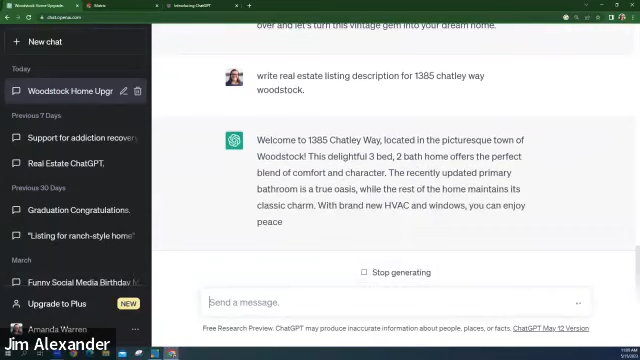 Woodstock Home Upgrade
iMatrix
Introducing ChatGPT
chat.openai.com
over and let's turn this vintage gem into your dream home.
+ New chat
Today
write real estate listing description for 1385 chatley way
woodstock.
Woodstock Home Upgr
Previous 7 Days
Support for addiction recovery
Real Estate ChatGPT.
Previous 30 Days
Graduation Congratulations.
"Listing for ranch-style home"
March
Funny Social Media Birthday M
Welcome to 1385 Chatley Way, located in the picturesque town of
Woodstock! This delightful 3 bed, 2 bath home offers the perfect
blend of comfort and character. The recently updated primary
bathroom is a true oasis, while the rest of the home maintains its
classic charm. With brand new HVAC and windows, you can enjoy
peace
Stop generating
Upgrade to Plus NEW
Send a message.
Amanda Warren
Free Research Preview. ChatGPT may produce inaccurate information about people, places, or facts. ChatGPT May 12 Version
Jim Alexander